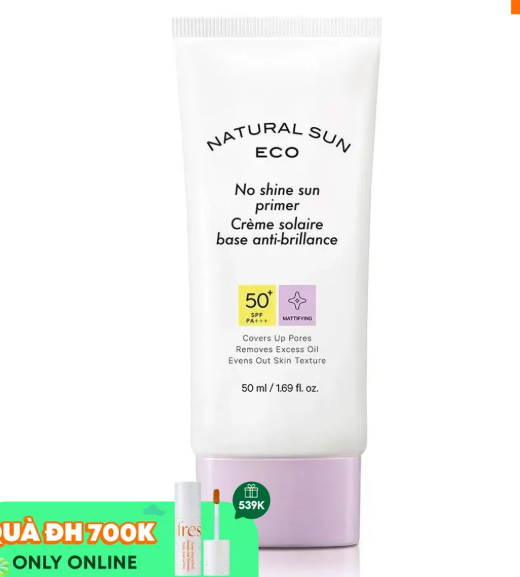 NATURAL SUN
ECO
No shine sun
primer
Crème solaire
base anti-brillance
50+
SPF
PA+++
MATTIFYING
Covers Up Pores
Removes Excess Oil
Evens Out Skin Texture
50 ml / 1.69 fl. oz.
539K
QUÀ ĐH 700K
fres
ONLY ONLINE